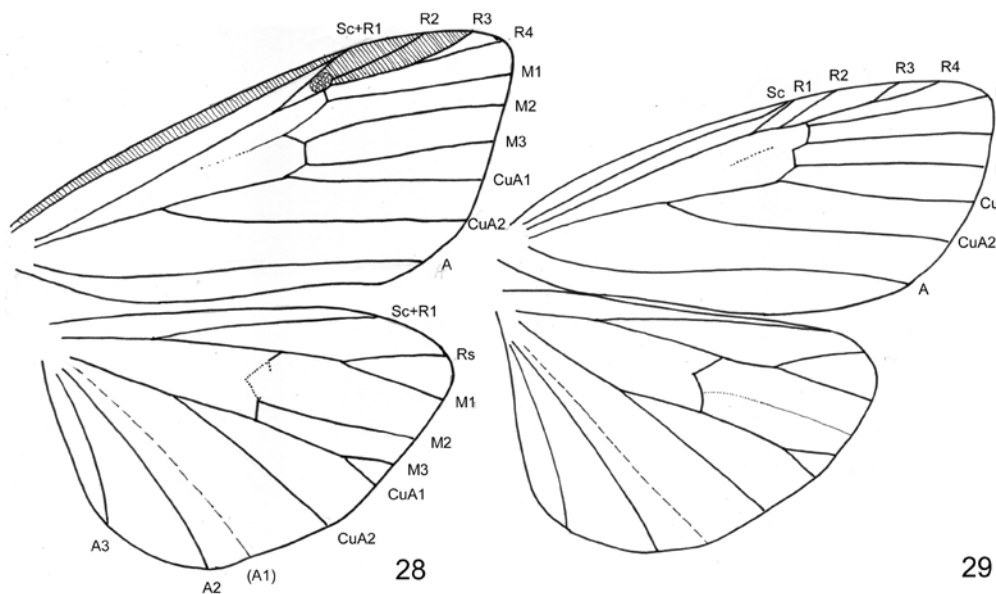 Sc+R1 R2 R3 R4
M1
M2
M3
CuA1
CuA2
A
Sc+R1
Rs
M1
M2
M3
CuA1
CuA2
(A1)
A2
A3
28
Sc R1 R2 R3 R4
Cu
CuA2
A
29